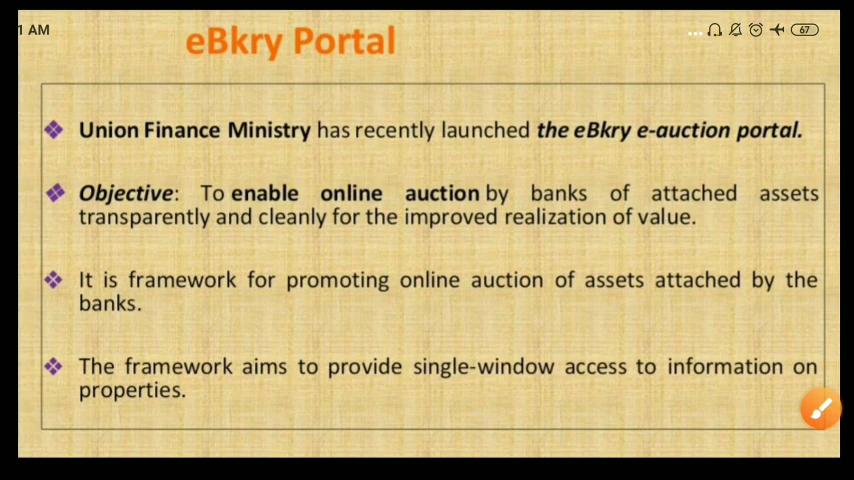 1 AM
67
eBkry Portal
Union Finance Ministry has recently launched the eBkry e-auction portal.
Objective: To enable online auction by banks of attached assets
transparently and cleanly for the improved realization of value.
It is framework for promoting online auction of assets attached by the
banks.
The framework aims to provide single-window access to information on
properties.